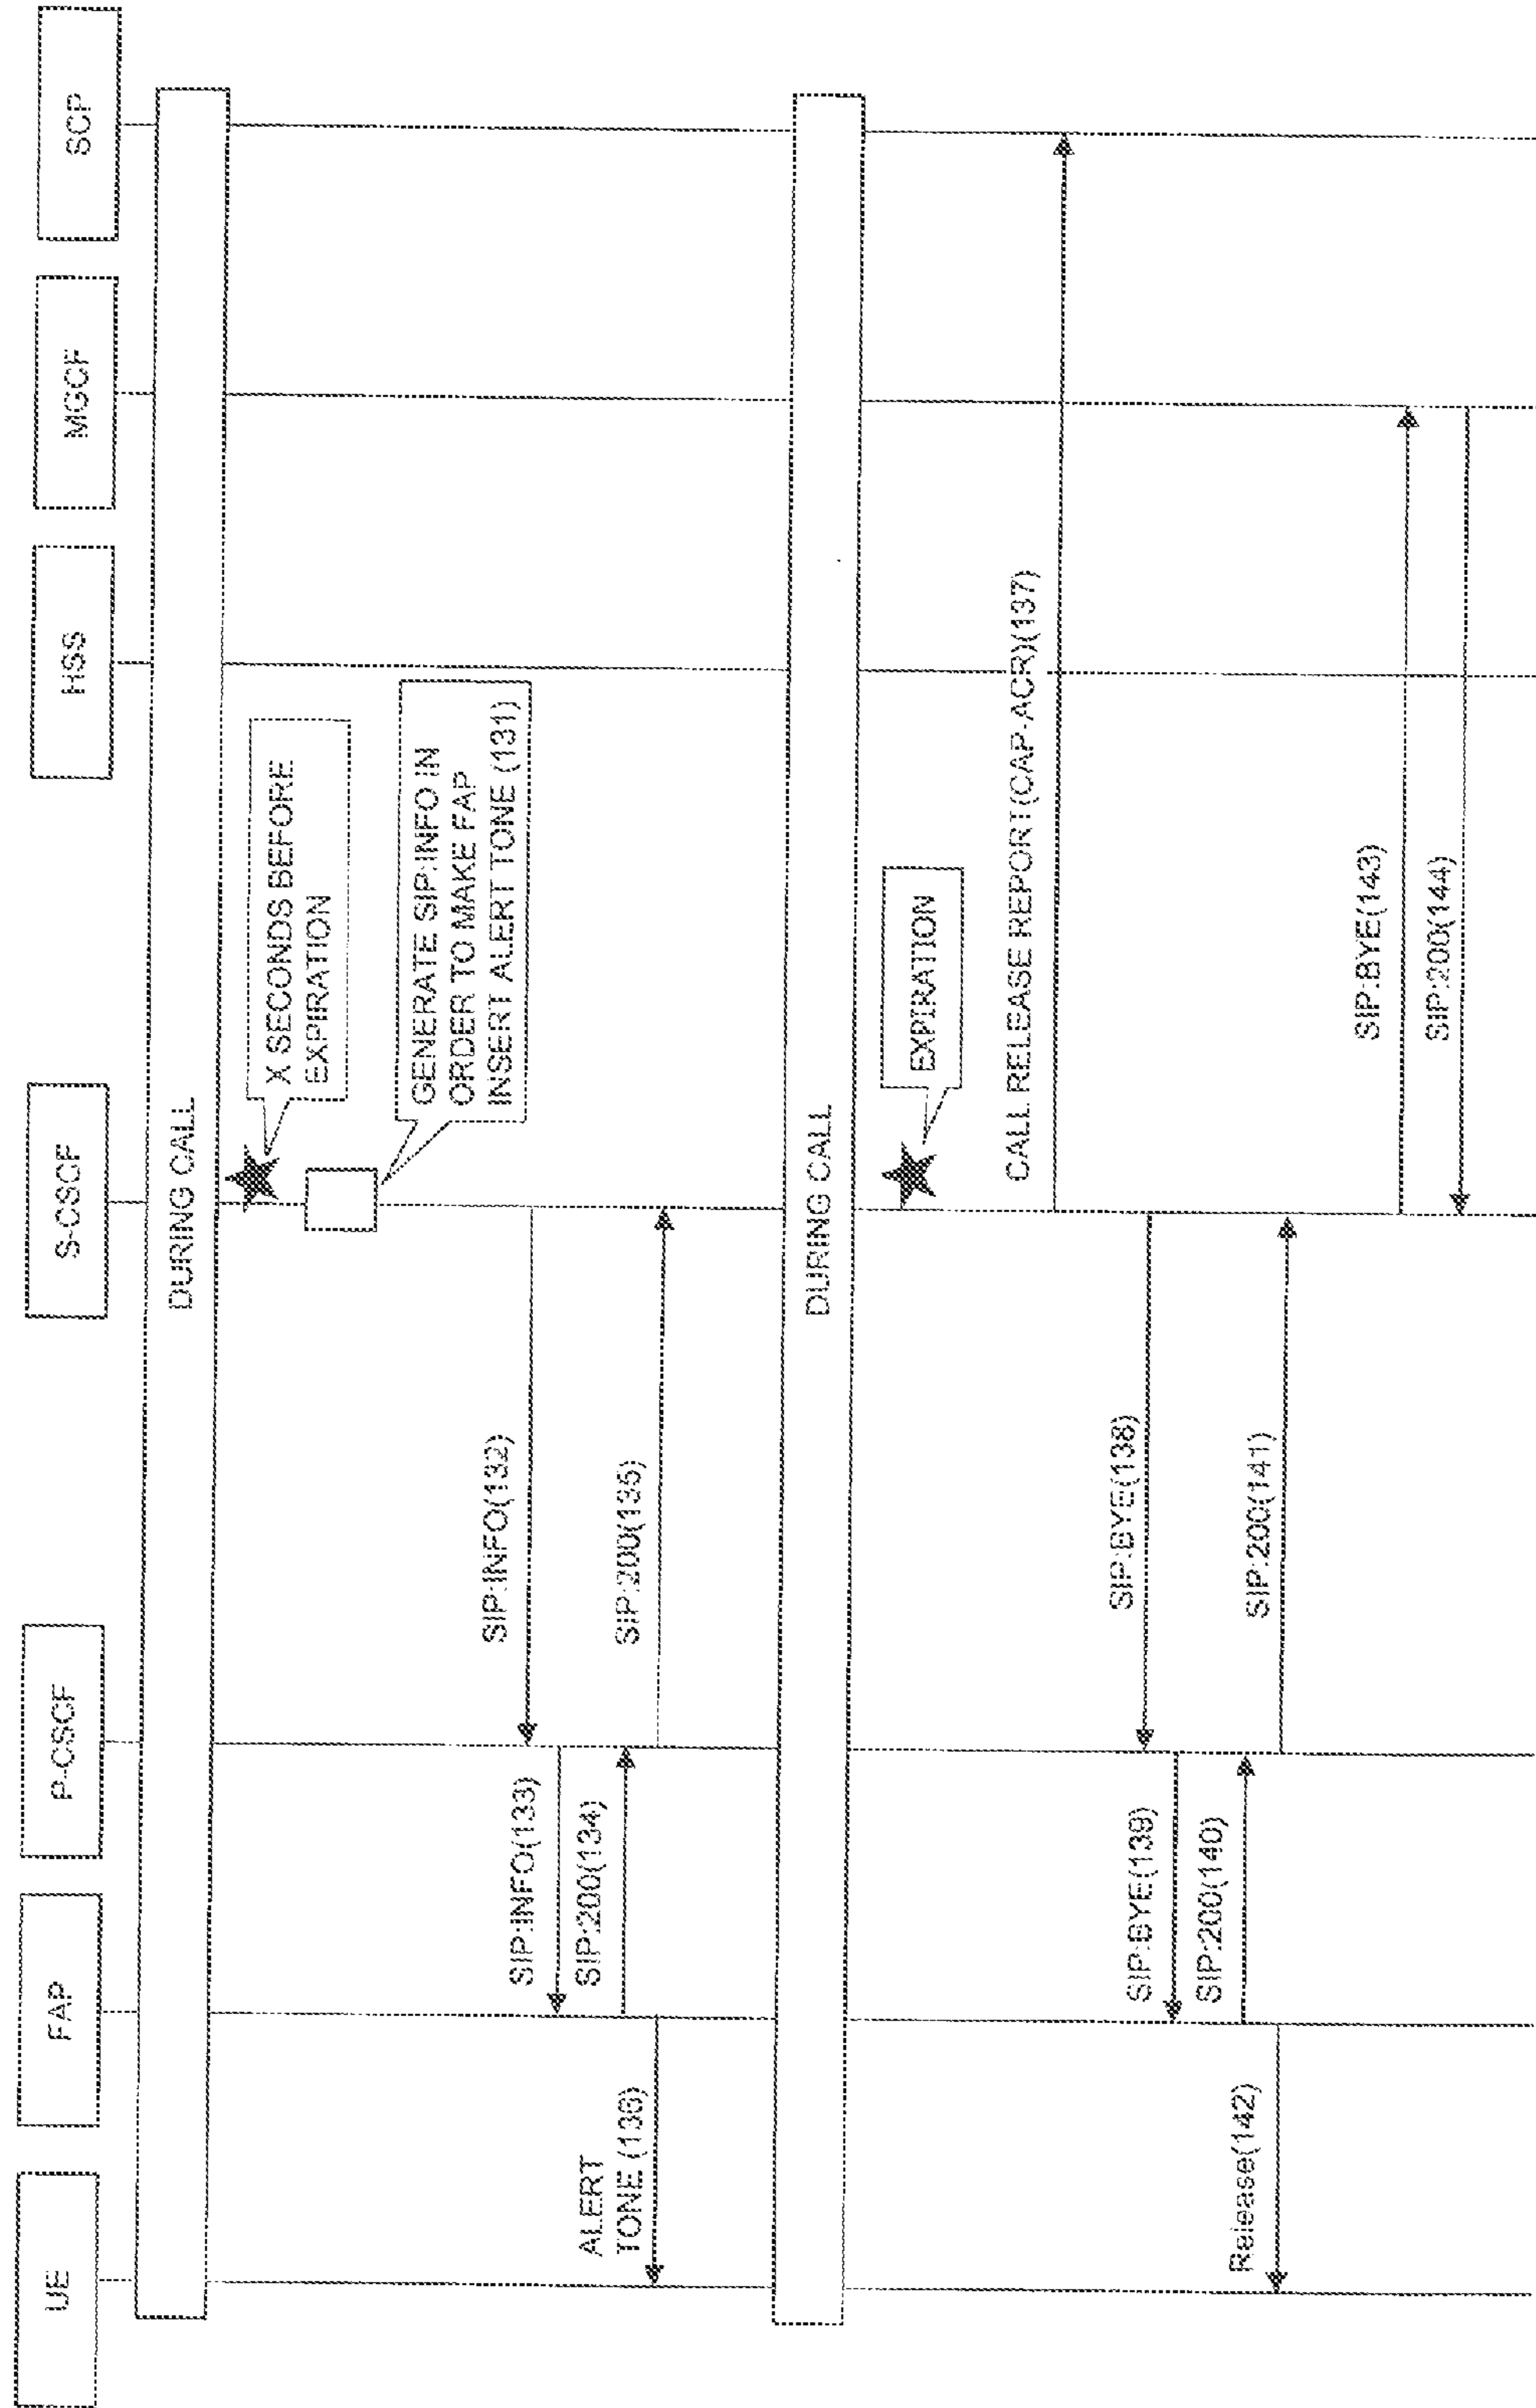 UE
FAP
P-CSCF
S-CSCF
HSS
MGCF
SCP
DURING CALL
X SECONDS BEFORE
EXPIRATION
GENERATE SIP:INFO IN
ORDER TO MAKE FAP
INSERT ALERT TONE (131)
SIP:INFO(132)
SIP:INFO(133)
SIP:200(134)
SIP:200(135)
ALERT
TONE (136)
DURING CALL
EXPIRATION
CALL RELEASE REPORT(CAP-ACR)(137)
SIP:BYE(138)
SIP:BYE(139)
SIP:200(140)
SIP:200(141)
Release(142)
SIP:BYE(143)
SIP:200(144)